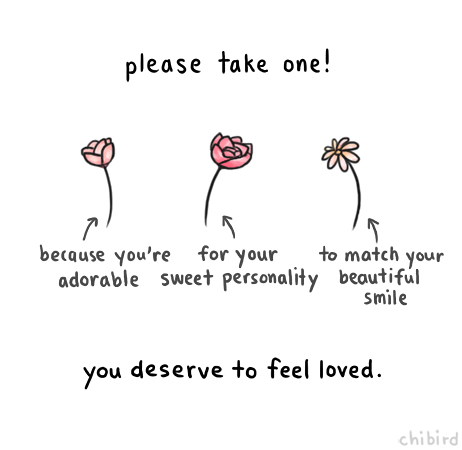 please take one!
because you're
adorable
for your
sweet personality
to match your
beautiful
smile
you deserve to feel loved.
chibird